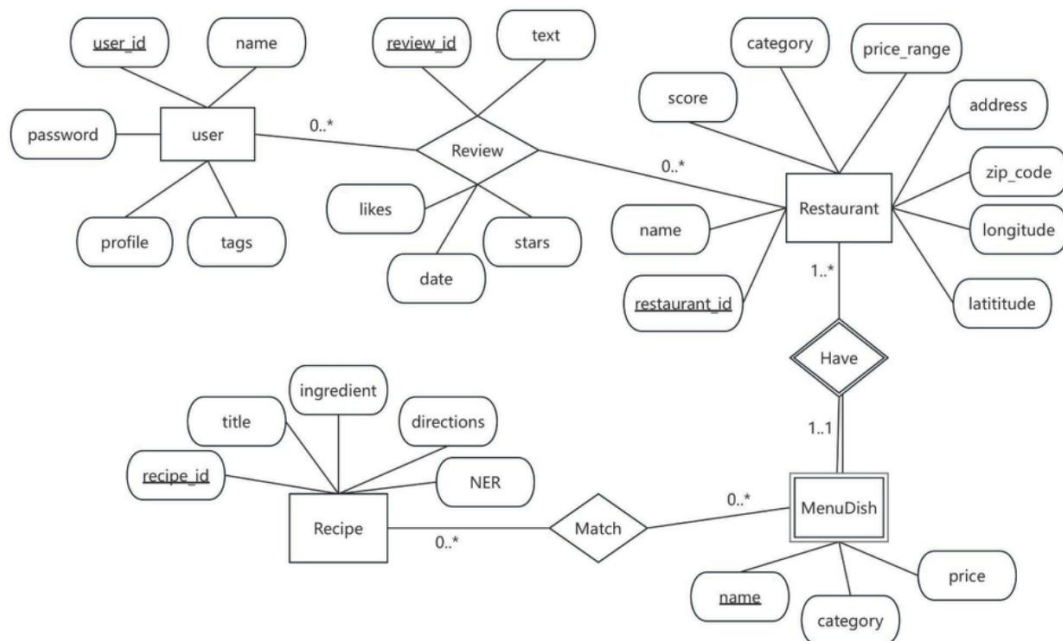 user_id
name
review_id
text
category
price_range
score
address
password
user
0..*
Review
0..*
zip_code
Restaurant
likes
name
longitude
profile
tags
stars
date
1..*
restaurant_id
latititude
Have
ingredient
title
directions
1..1
recipe_id
NER
MenuDish
Recipe
0..*
Match
0..*
name
category
price